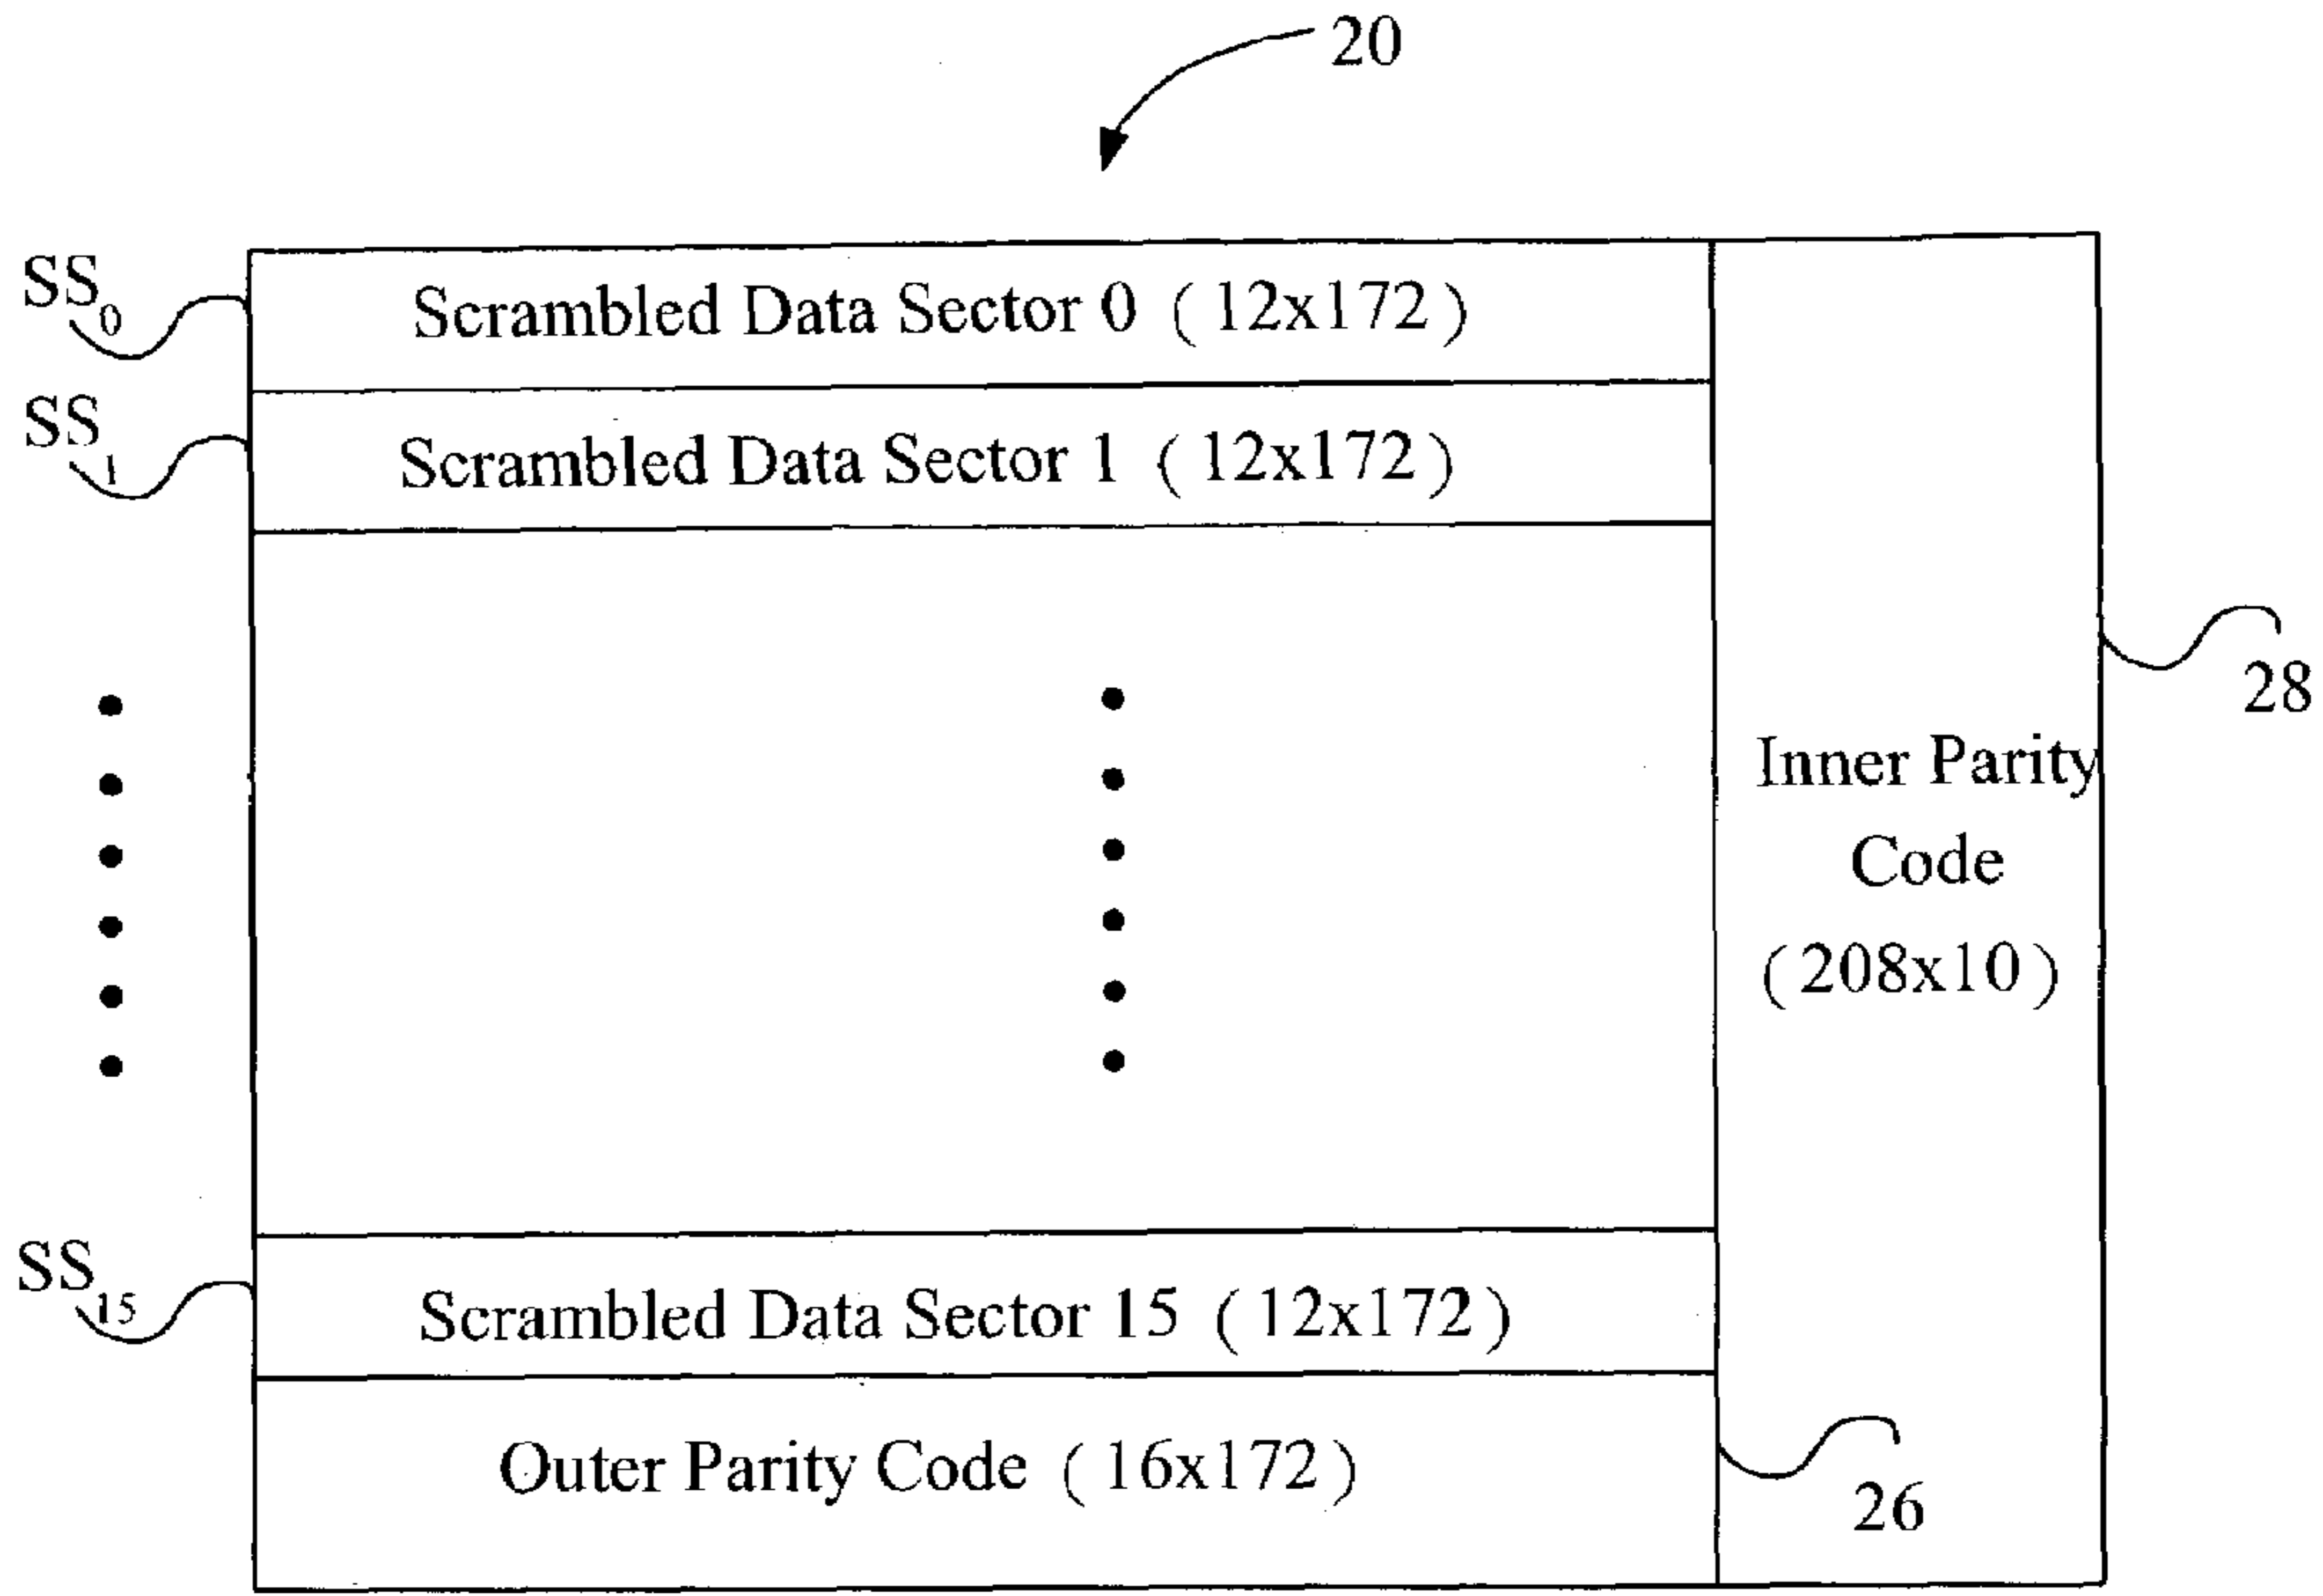 20
SS0
Scrambled Data Sector 0 (12x172)
SS1
Scrambled Data Sector 1 (12x172)
28
Inner Parity
Code
(208x10)
SS15
Scrambled Data Sector 15 (12x172)
Outer Parity Code (16x172)
26